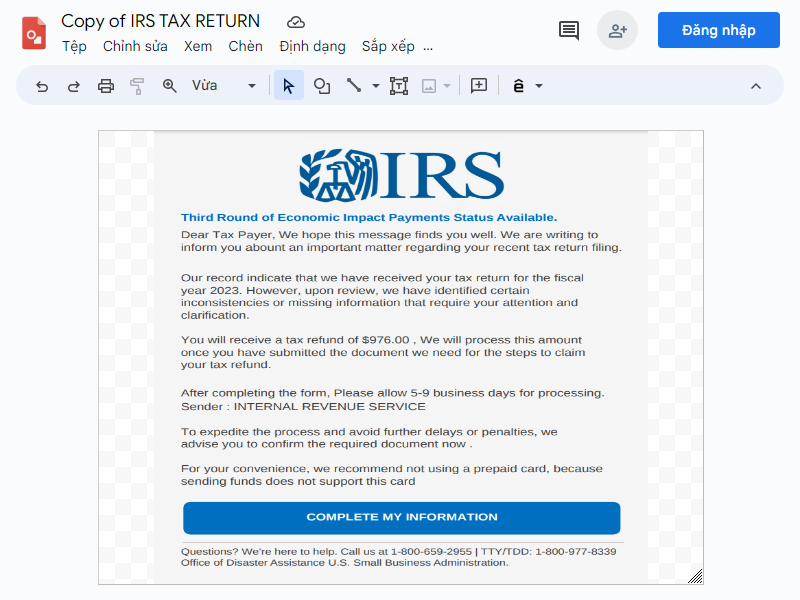 Copy of IRS TAX RETURN
Tệp Chỉnh sửa Xem Chèn Định dạng Sắp xếp ...
Đăng nhập
Vừa
IRS
Third Round of Economic Impact Payments Status Available.
Dear Tax Payer, We hope this message finds you well. We are writing to
inform you abount an important matter regarding your recent tax return filing.
Our record indicate that we have received your tax return for the fiscal
year 2023. However, upon review, we have identified certain
inconsistencies or missing information that require your attention and
clarification.
You will receive a tax refund of $976.00 , We will process this amount
once you have submitted the document we need for the steps to claim
your tax refund.
After completing the form, Please allow 5-9 business days for processing.
Sender : INTERNAL REVENUE SERVICE
To expedite the process and avoid further delays or penalties, we
advise you to confirm the required document now .
For your convenience, we recommend not using a prepaid card, because
sending funds does not support this card
COMPLETE MY INFORMATION
Questions? We're here to help. Call us at 1-800-659-2955 | TTY/TDD: 1-800-977-8339
Office of Disaster Assistance U.S. Small Business Administration.